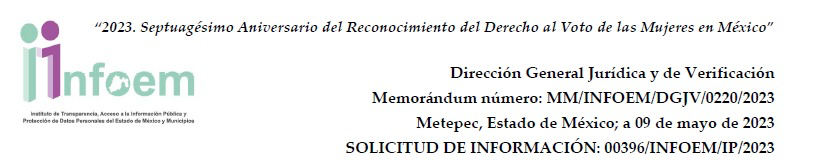 “2023. Septuagésimo Aniversario del Reconocimiento del Derecho al Voto de las Mujeres en México”
infoem
Instituto de Transparencia, Acceso a la Información Pública y
Protección de Datos Personales del Estado de México y Municipios
Dirección General Jurídica y de Verificación
Memorándum número: MM/INFOEM/DGJV/0220/2023
Metepec, Estado de México; a 09 de mayo de 2023
SOLICITUD DE INFORMACIÓN: 00396/INFOEM/IP/2023